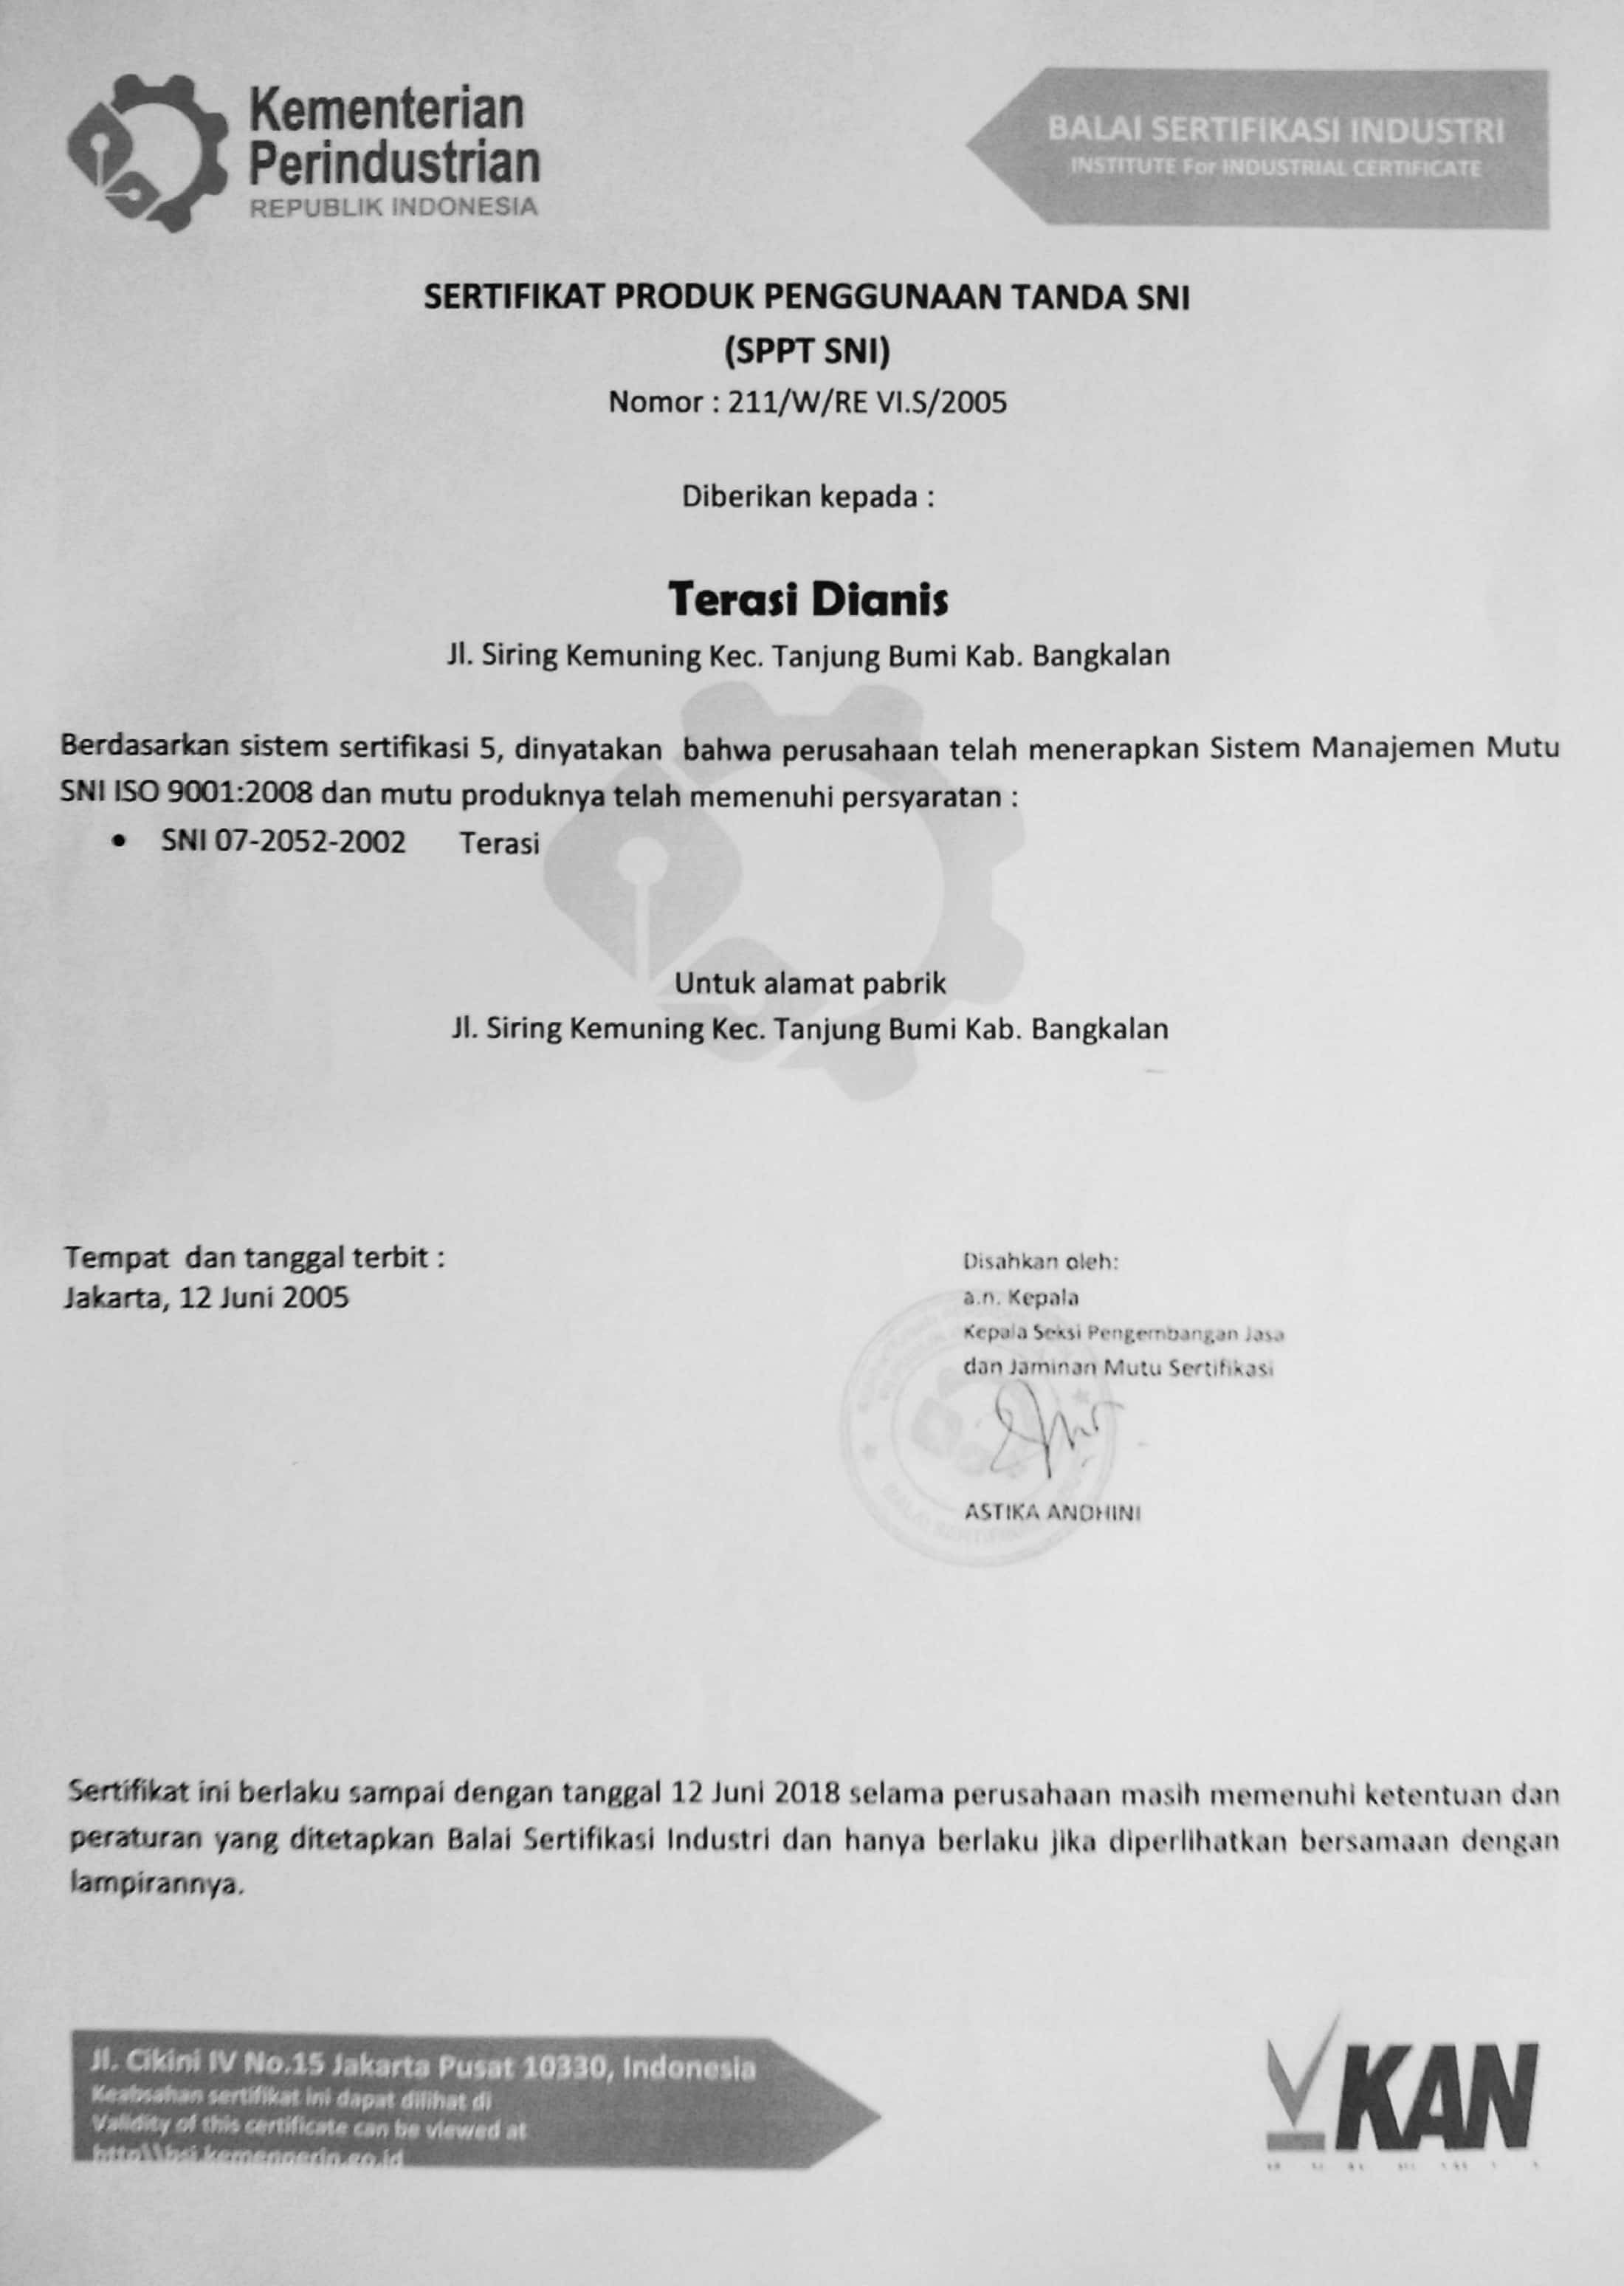 Kementerian
Perindustrian
REPUBLIK INDONESIA
BALAI SERTIFIKASI INDUSTRI
INSTITUTE For INDUSTRIAL CERTIFICATE
SERTIFIKAT PRODUK PENGGUNAAN TANDA SNI
(SPPT SNI)
Nomor : 211/W/RE VI.S/2005
Diberikan kepada :
Terasi Dianis
Jl. Siring Kemuning Kec. Tanjung Bumi Kab. Bangkalan
Berdasarkan sistem sertifikasi 5, dinyatakan bahwa perusahaan telah menerapkan Sistem Manajemen Mutu
SNI ISO 9001:2008 dan mutu produknya telah memenuhi persyaratan :
• SNI 07-2052-2002 Terasi
Untuk alamat pabrik
Jl. Siring Kemuning Kec. Tanjung Bumi Kab. Bangkalan
Tempat dan tanggal terbit :
Jakarta, 12 Juni 2005
Disahkan oleh:
a.n. Kepala
Kepala Seksi Pengembangan Jasa
dan Jaminan Mutu Sertifikasi
ASTIKA ANDHINI
Sertifikat ini berlaku sampai dengan tanggal 12 Juni 2018 selama perusahaan masih memenuhi ketentuan dan
peraturan yang ditetapkan Balai Sertifikasi Industri dan hanya berlaku jika diperlihatkan bersamaan dengan
lampirannya.
Jl. Cikini IV No.15 Jakarta Pusat 10330, Indonesia
Keabsahan sertifikat ini dapat dilihat di
Validity of this certificate can be viewed at
http\\bsi.kemenperin.go.id
KAN